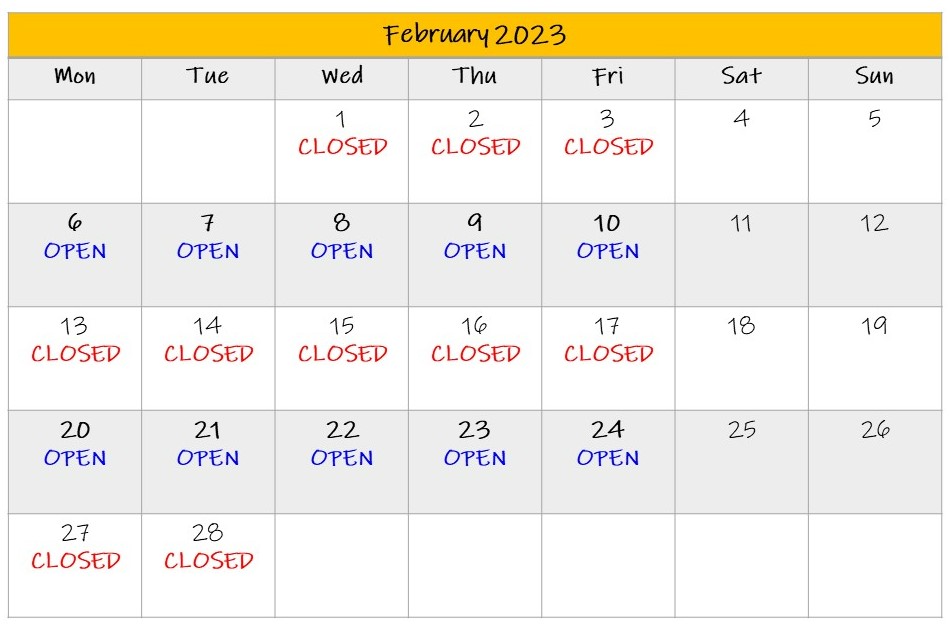 February 2023
Mon Tue Wed Thu Fri Sat Sun
1 2 3 4 5
CLOSED CLOSED CLOSED
6 7 8 9 10 11 12
OPEN OPEN OPEN OPEN OPEN
13 14 15 16 17 18 19
CLOSED CLOSED CLOSED CLOSED CLOSED
20 21 22 23 24 25 26
OPEN OPEN OPEN OPEN OPEN
27 28
CLOSED CLOSED